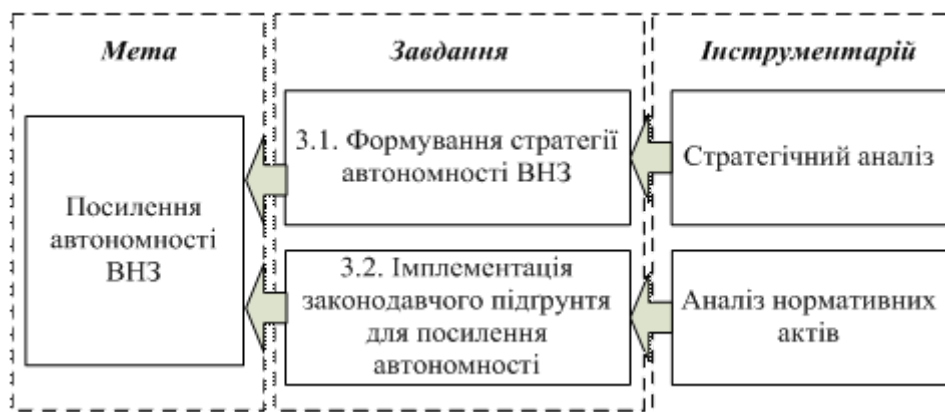 Мета
Завдання
Інструментарій
Посилення
автономності
ВНЗ
3.1. Формування стратегії
автономності ВНЗ
Стратегічний аналіз
3.2. Імплементація
законодавчого підґрунтя
для посилення
автономності
Аналіз нормативних
актів